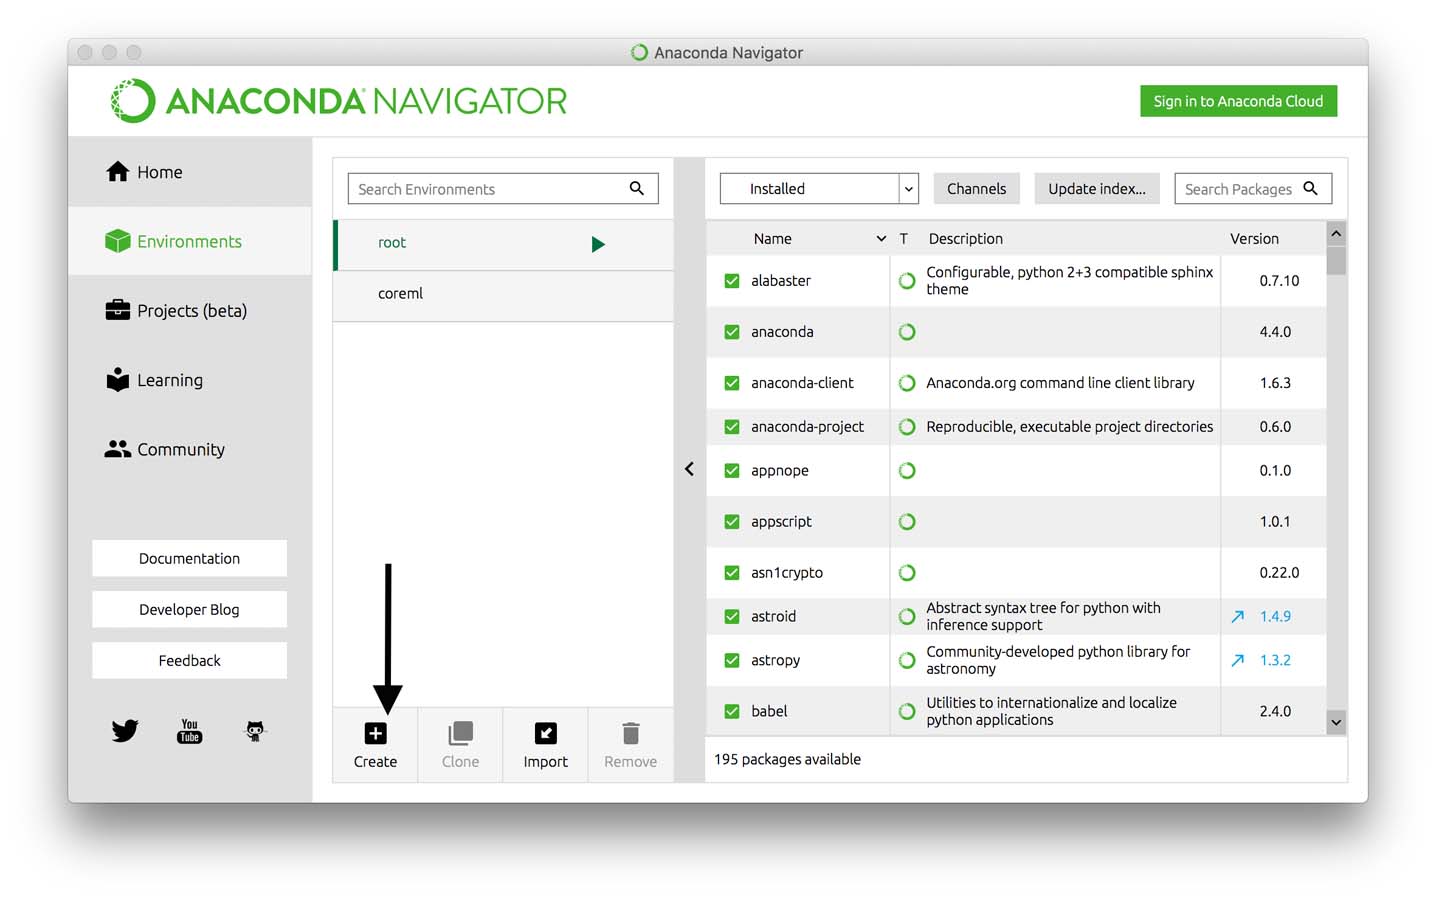 Anaconda Navigator
ANACONDA NAVIGATOR
Sign in to Anaconda Cloud
Home
Environments
Projects (beta)
Learning
Community
Documentation
Developer Blog
Feedback
You
Tube
Search Environments
root
coreml
Create
Clone
Import
Remove
Installed
Channels
Update index...
Search Packages
Name T Description Version
alabaster Configurable, python 2+3 compatible sphinx
theme 0.7.10
anaconda 4.4.0
anaconda-client Anaconda.org command line client library 1.6.3
anaconda-project Reproducible, executable project directories 0.6.0
appnope 0.1.0
appscript 1.0.1
asn1crypto 0.22.0
astroid Abstract syntax tree for python with
inference support 1.4.9
astropy Community-developed python library for
astronomy 1.3.2
babel Utilities to internationalize and localize
python applications 2.4.0
195 packages available